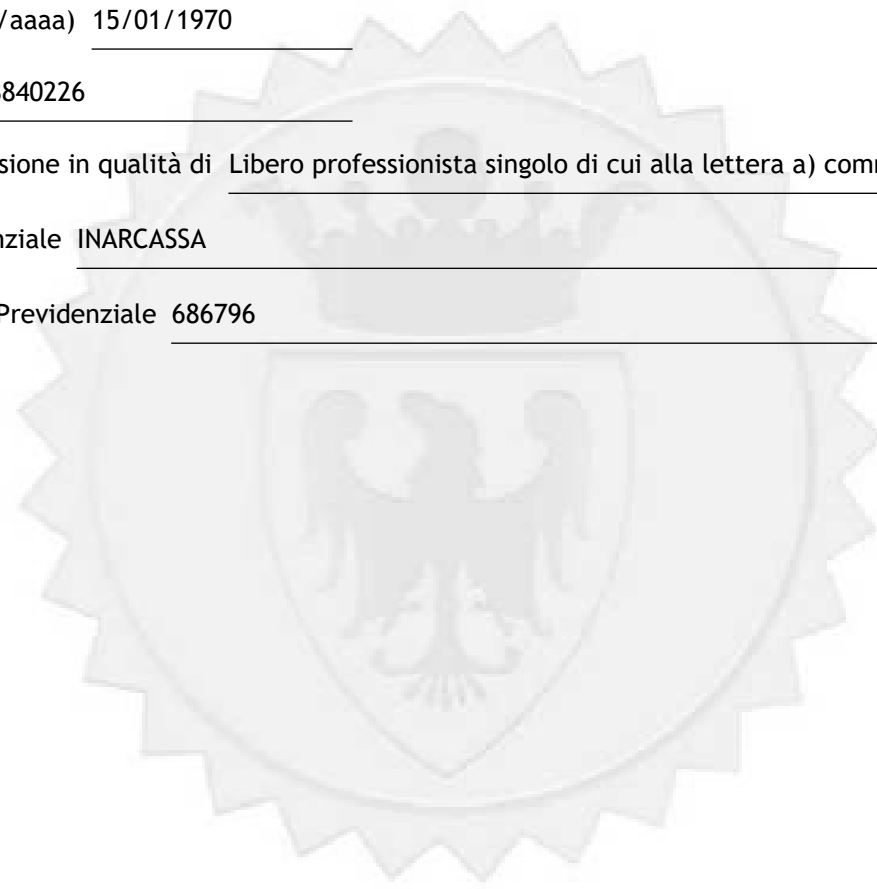 /aaaa) 15/01/1970
840226
sione in qualità di Libero professionista singolo di cui alla lettera a) com
nziale INARCASSA
Previdenziale 686796